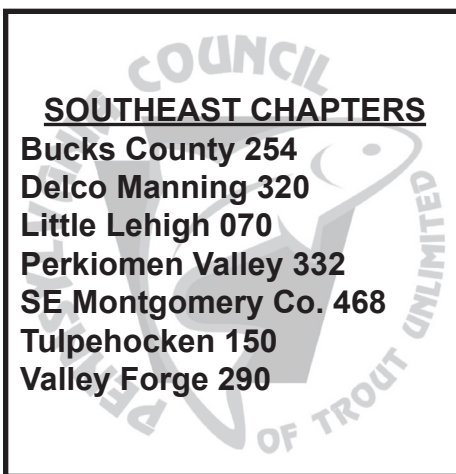 SOUTHEAST CHAPTERS
Bucks County 254
Delco Manning 320
Little Lehigh 070
Perkiomen Valley 332
SE Montgomery Co. 468
Tulpehocken 150
Valley Forge 290
COUNCIL
OF TROUT UNLIMITED